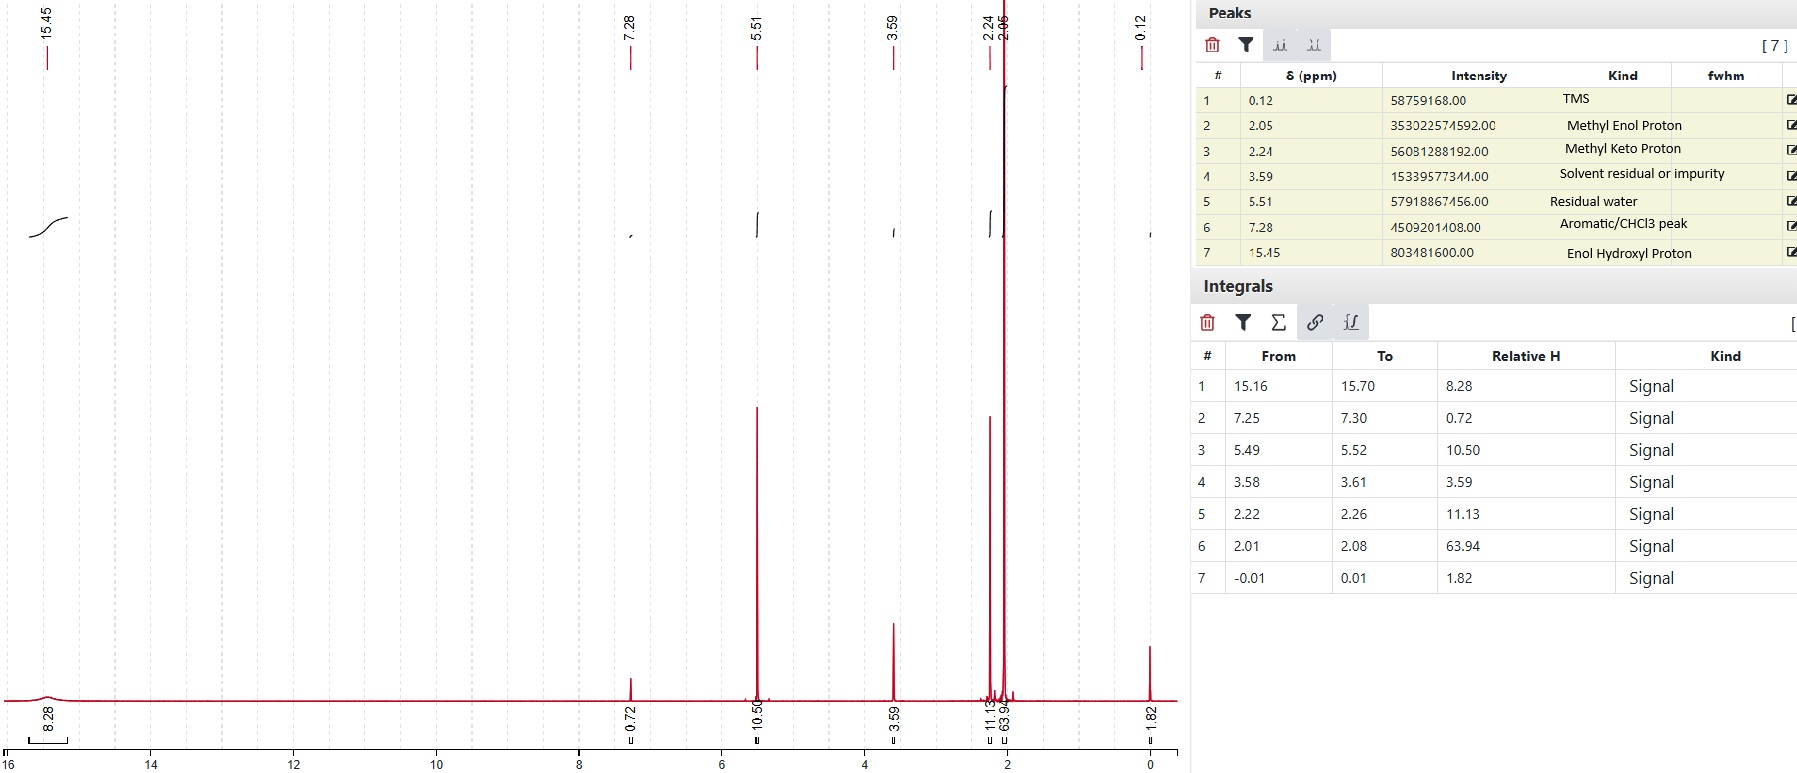 15.45 7.28 5.51 3.59 2.24 2.05 0.12
8.28 0.72 10.50 3.59 11.13 63.94 1.82
16 14 12 10 8 6 4 2 0
Peaks
[ 7 ]
# δ (ppm) Intensity Kind fwhm
1 0.12 58759168.00 TMS
2 2.05 353022574592.00 Methyl Enol Proton
3 2.24 56081288192.00 Methyl Keto Proton
4 3.59 15339577344.00 Solvent residual or impurity
5 5.51 57918867456.00 Residual water
6 7.28 4509201408.00 Aromatic/CHCl3 peak
7 15.45 803481600.00 Enol Hydroxyl Proton
Integrals
[
# From To Relative H Kind
1 15.16 15.70 8.28 Signal
2 7.25 7.30 0.72 Signal
3 5.49 5.52 10.50 Signal
4 3.58 3.61 3.59 Signal
5 2.22 2.26 11.13 Signal
6 2.01 2.08 63.94 Signal
7 -0.01 0.01 1.82 Signal